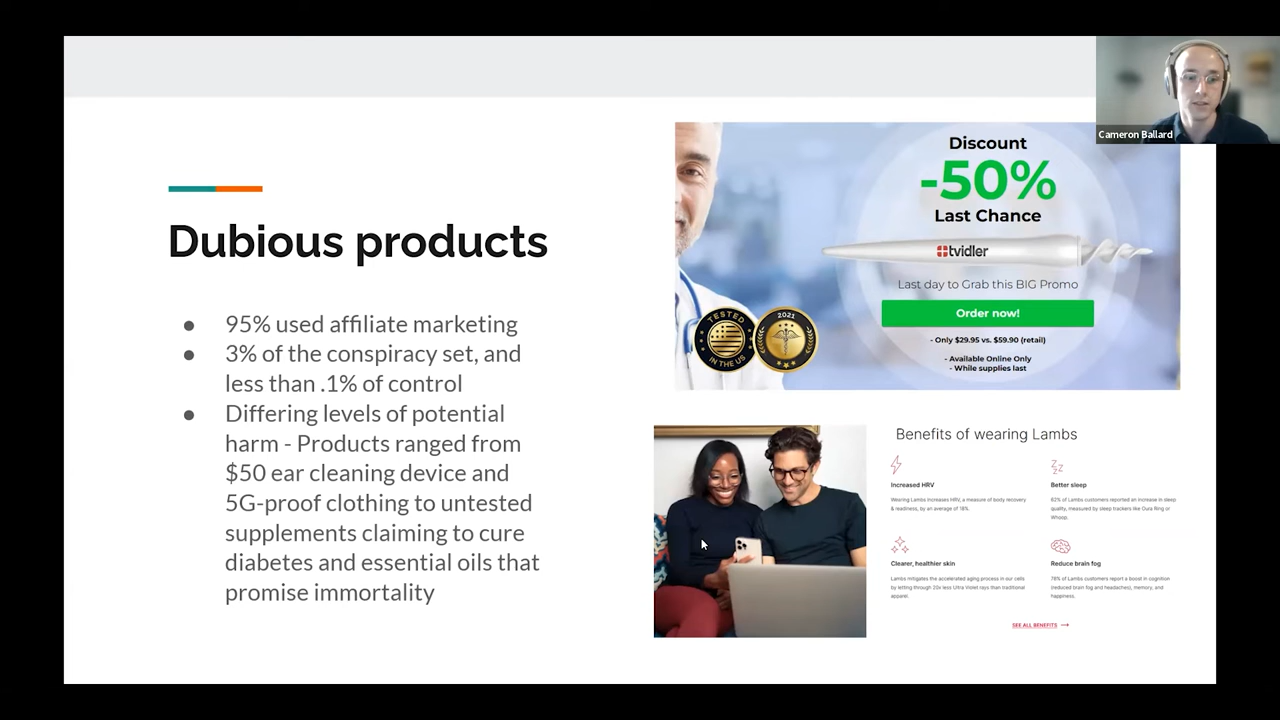 Cameron Ballard
Dubious products
● 95% used affiliate marketing
● 3% of the conspiracy set, and
less than .1% of control
● Differing levels of potential
harm - Products ranged from
$50 ear cleaning device and
5G-proof clothing to untested
supplements claiming to cure
diabetes and essential oils that
promise immortality
Discount
-50%
Last Chance
tvidler
Last day to Grab this BIG Promo
Order now!
- Only $29.95 vs. $59.90 (retail)
- Available Online Only
- While supplies last
TESTED
IN THE US
2021
Benefits of wearing Lambs
Increased HRV
Wearing Lambs increases HRV, a measure of body recovery
& readiness, by an average of 18%.
Better sleep
82% of Lambs customers reported an increase in sleep
quality, measured by sleep trackers like Oura Ring or
Whoop.
Clearer, healthier skin
Lambs mitigates the accelerated aging process in our cells
by letting through 20x less Ultra Violet rays than traditional
apparel.
Reduce brain fog
78% of Lambs customers report a boost in cognition
(reduced brain fog and headaches), memory, and
happiness.
SEE ALL BENEFITS